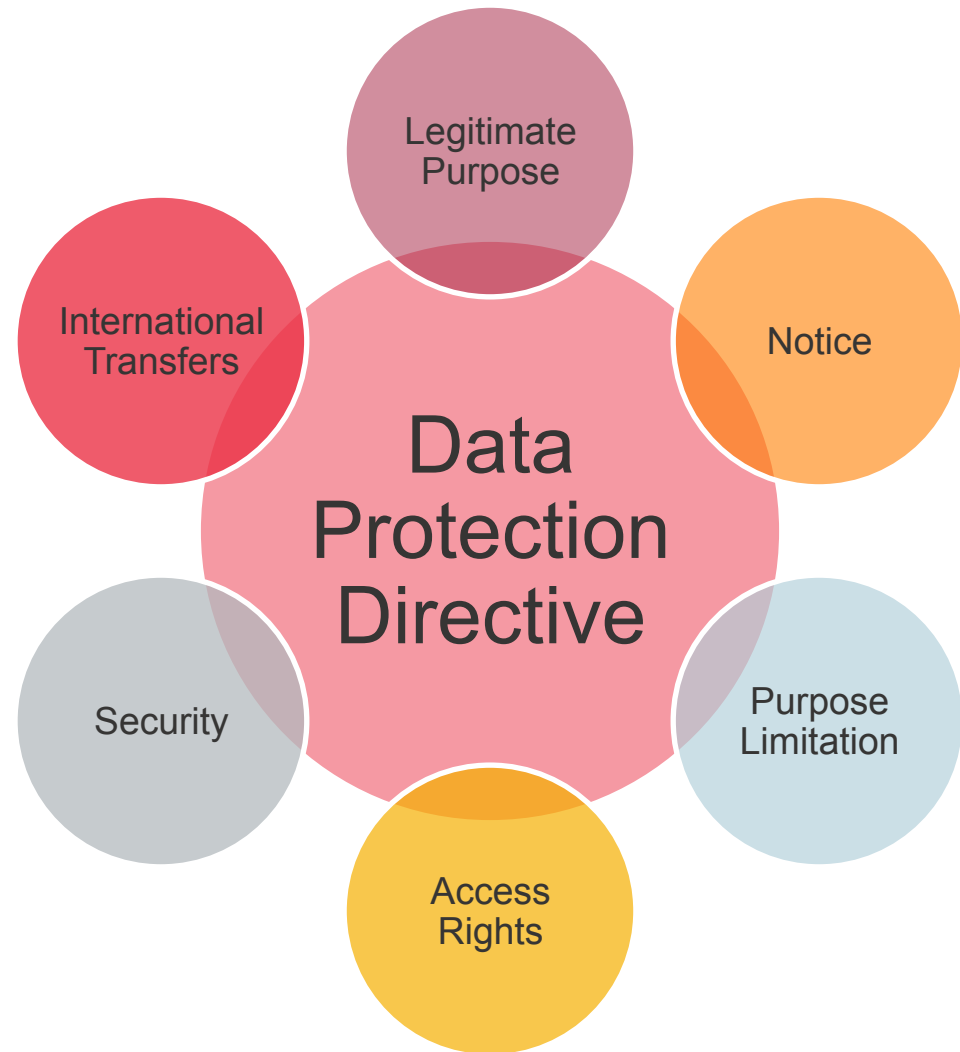 Legitimate
Purpose
International
Transfers
Notice
Data
Protection
Directive
Security
Purpose
Limitation
Access
Rights